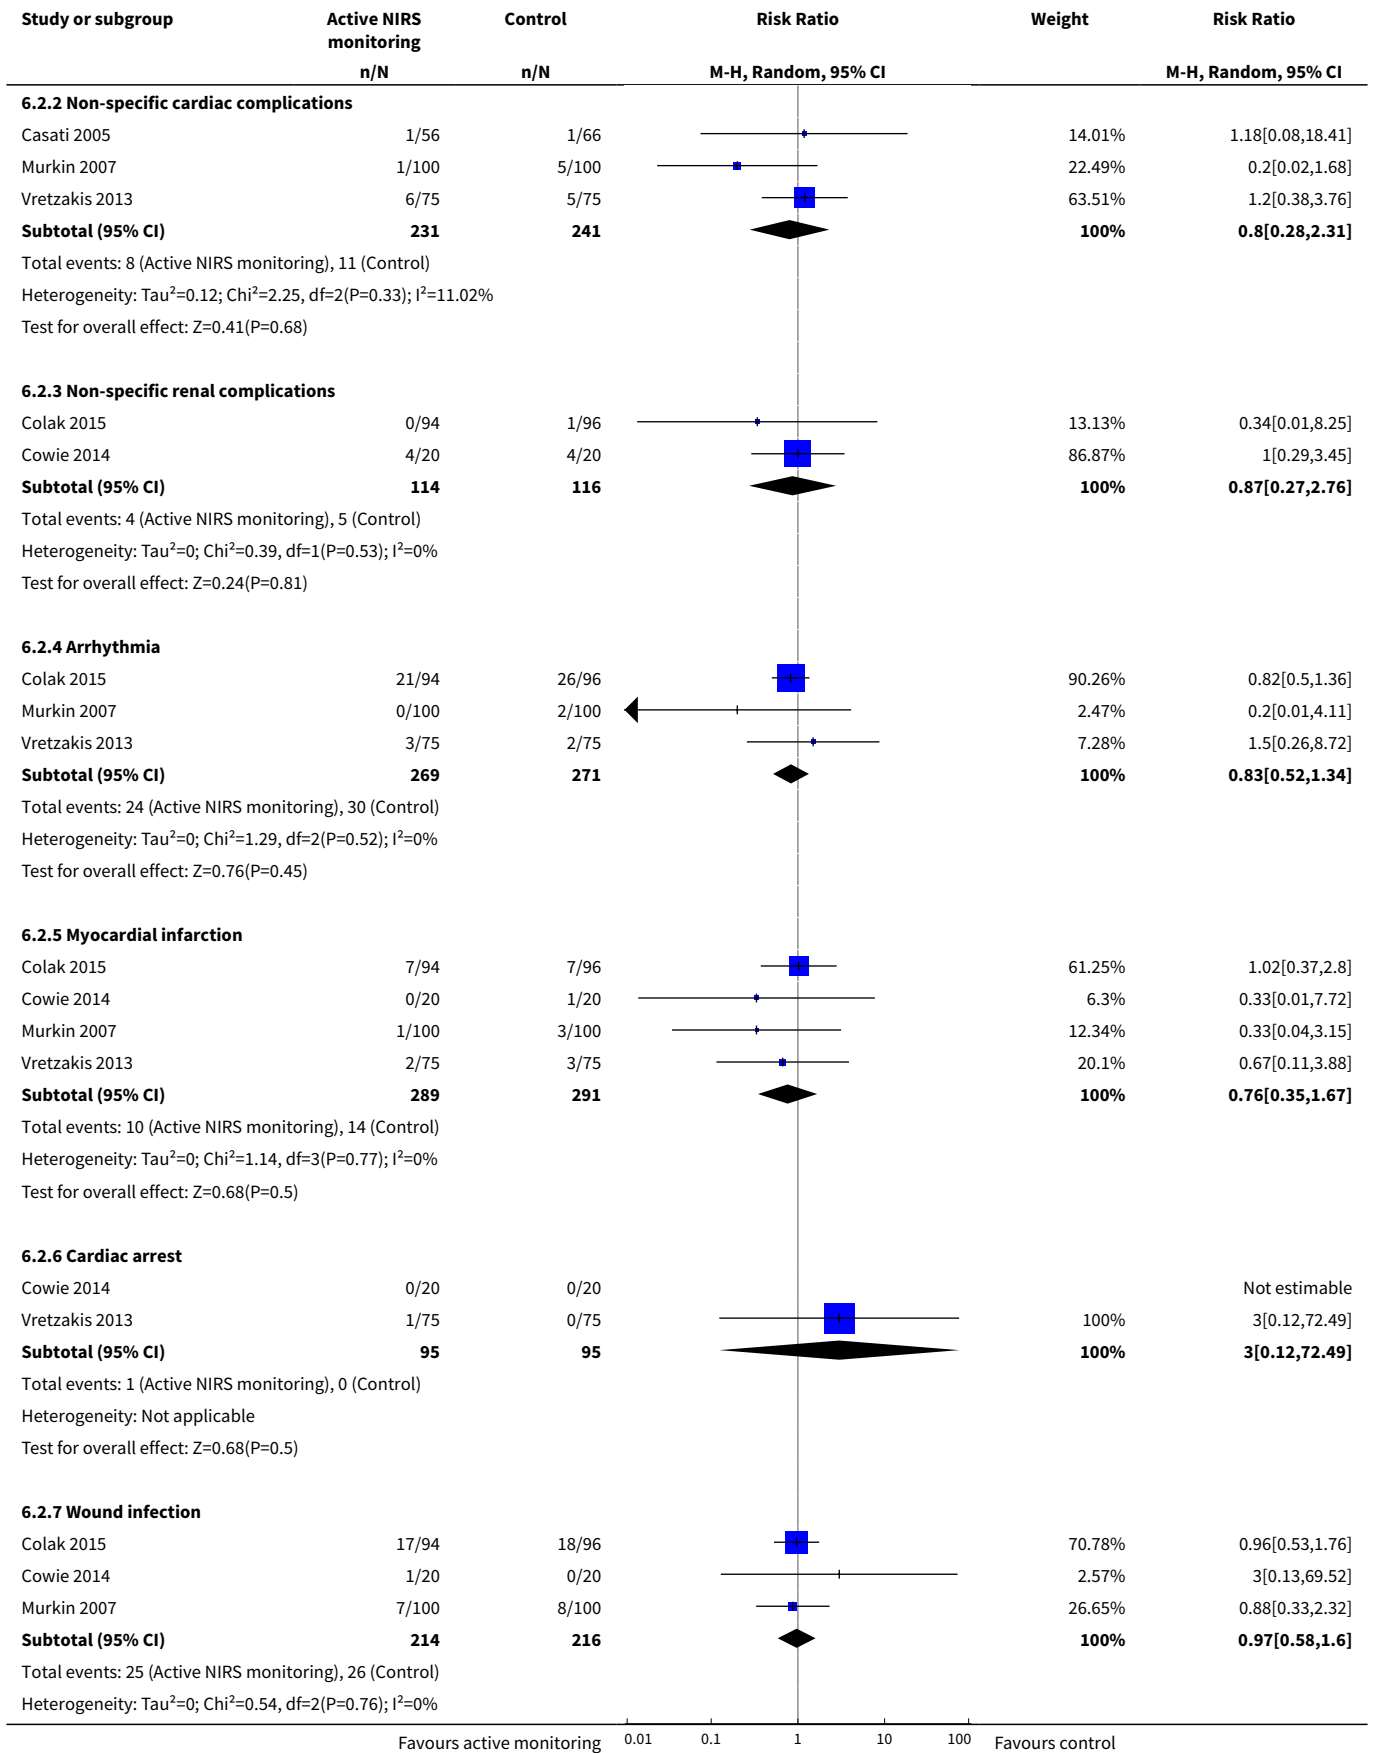 Study or subgroup Active NIRS monitoring Control Risk Ratio Weight Risk Ratio
n/N n/N M-H, Random, 95% CI M-H, Random, 95% CI
6.2.2 Non-specific cardiac complications
Casati 2005 1/56 1/66 14.01% 1.18[0.08,18.41]
Murkin 2007 1/100 5/100 22.49% 0.2[0.02,1.68]
Vretzakis 2013 6/75 5/75 63.51% 1.2[0.38,3.76]
Subtotal (95% CI) 231 241 100% 0.8[0.28,2.31]
Total events: 8 (Active NIRS monitoring), 11 (Control)
Heterogeneity: Tau²=0.12; Chi²=2.25, df=2(P=0.33); I²=11.02%
Test for overall effect: Z=0.41(P=0.68)
6.2.3 Non-specific renal complications
Colak 2015 0/94 1/96 13.13% 0.34[0.01,8.25]
Cowie 2014 4/20 4/20 86.87% 1[0.29,3.45]
Subtotal (95% CI) 114 116 100% 0.87[0.27,2.76]
Total events: 4 (Active NIRS monitoring), 5 (Control)
Heterogeneity: Tau²=0; Chi²=0.39, df=1(P=0.53); I²=0%
Test for overall effect: Z=0.24(P=0.81)
6.2.4 Arrhythmia
Colak 2015 21/94 26/96 90.26% 0.82[0.5,1.36]
Murkin 2007 0/100 2/100 2.47% 0.2[0.01,4.11]
Vretzakis 2013 3/75 2/75 7.28% 1.5[0.26,8.72]
Subtotal (95% CI) 269 271 100% 0.83[0.52,1.34]
Total events: 24 (Active NIRS monitoring), 30 (Control)
Heterogeneity: Tau²=0; Chi²=1.29, df=2(P=0.52); I²=0%
Test for overall effect: Z=0.76(P=0.45)
6.2.5 Myocardial infarction
Colak 2015 7/94 7/96 61.25% 1.02[0.37,2.8]
Cowie 2014 0/20 1/20 6.3% 0.33[0.01,7.72]
Murkin 2007 1/100 3/100 12.34% 0.33[0.04,3.15]
Vretzakis 2013 2/75 3/75 20.1% 0.67[0.11,3.88]
Subtotal (95% CI) 289 291 100% 0.76[0.35,1.67]
Total events: 10 (Active NIRS monitoring), 14 (Control)
Heterogeneity: Tau²=0; Chi²=1.14, df=3(P=0.77); I²=0%
Test for overall effect: Z=0.68(P=0.5)
6.2.6 Cardiac arrest
Cowie 2014 0/20 0/20 Not estimable
Vretzakis 2013 1/75 0/75 100% 3[0.12,72.49]
Subtotal (95% CI) 95 95 100% 3[0.12,72.49]
Total events: 1 (Active NIRS monitoring), 0 (Control)
Heterogeneity: Not applicable
Test for overall effect: Z=0.68(P=0.5)
6.2.7 Wound infection
Colak 2015 17/94 18/96 70.78% 0.96[0.53,1.76]
Cowie 2014 1/20 0/20 2.57% 3[0.13,69.52]
Murkin 2007 7/100 8/100 26.65% 0.88[0.33,2.32]
Subtotal (95% CI) 214 216 100% 0.97[0.58,1.6]
Total events: 25 (Active NIRS monitoring), 26 (Control)
Heterogeneity: Tau²=0; Chi²=0.54, df=2(P=0.76); I²=0%
Favours active monitoring 0.01 0.1 1 10 100 Favours control